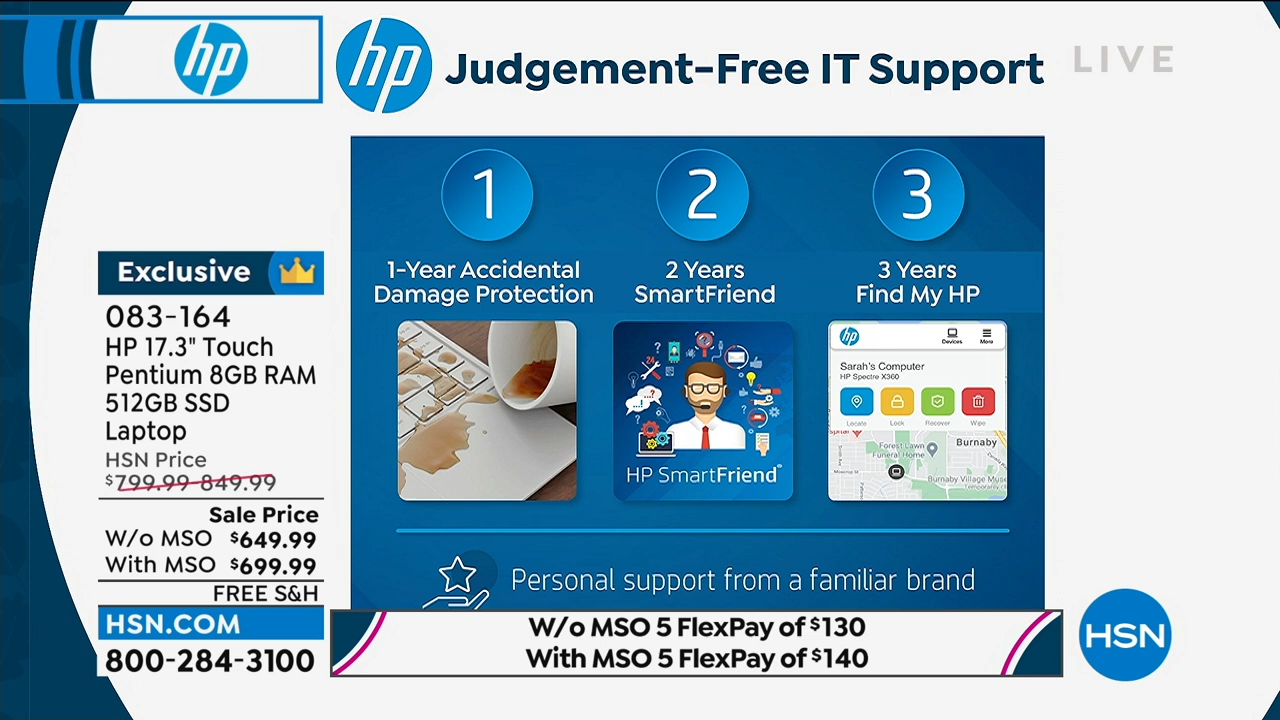 hp
hp Judgement-Free IT Support
LIVE
1
2
3
1-Year Accidental
Damage Protection
2 Years
SmartFriend
3 Years
Find My HP
24
HP SmartFriend®
hp
Devices
More
Sarah's Computer
HP Spectre X360
Locate
Lock
Recover
Wipe
Forest Lawn
Funeral Home
Burnaby
Burnaby Village Muse
Temporarily cl
Personal support from a familiar brand
Exclusive
083-164
HP 17.3" Touch
Pentium 8GB RAM
512GB SSD
Laptop
HSN Price
$799.99-849.99
Sale Price
W/o MSO $649.99
With MSO $699.99
FREE S&H
HSN.COM
800-284-3100
W/o MSO 5 FlexPay of $130
With MSO 5 FlexPay of $140
HSN